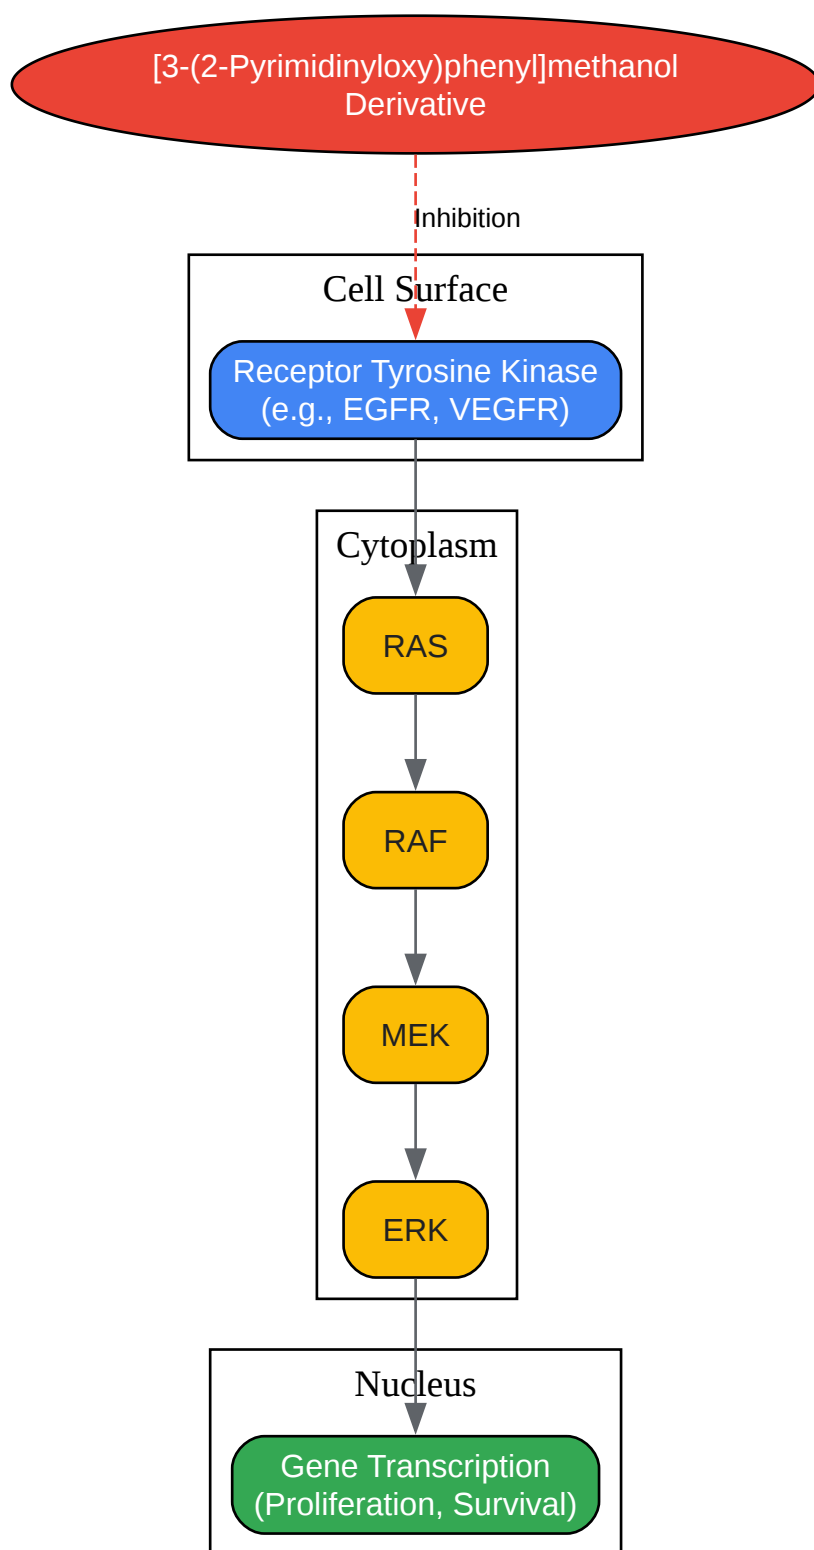 [3-(2-Pyrimidinyloxy)phenyl]methanol
Derivative
Inhibition
Cell Surface
Receptor Tyrosine Kinase
(e.g., EGFR, VEGFR)
Cytoplasm
RAS
RAF
MEK
ERK
Nucleus
Gene Transcription
(Proliferation, Survival)